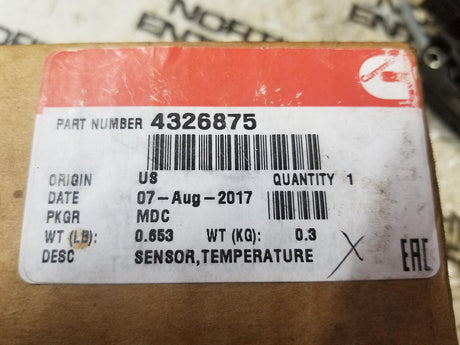 Cummins
PART NUMBER 4326875
ORIGIN US QUANTITY 1
DATE 07-Aug-2017
PKGR MDC
WT (LB): 0.653 WT (KG): 0.3
DESC SENSOR,TEMPERATURE X EAC